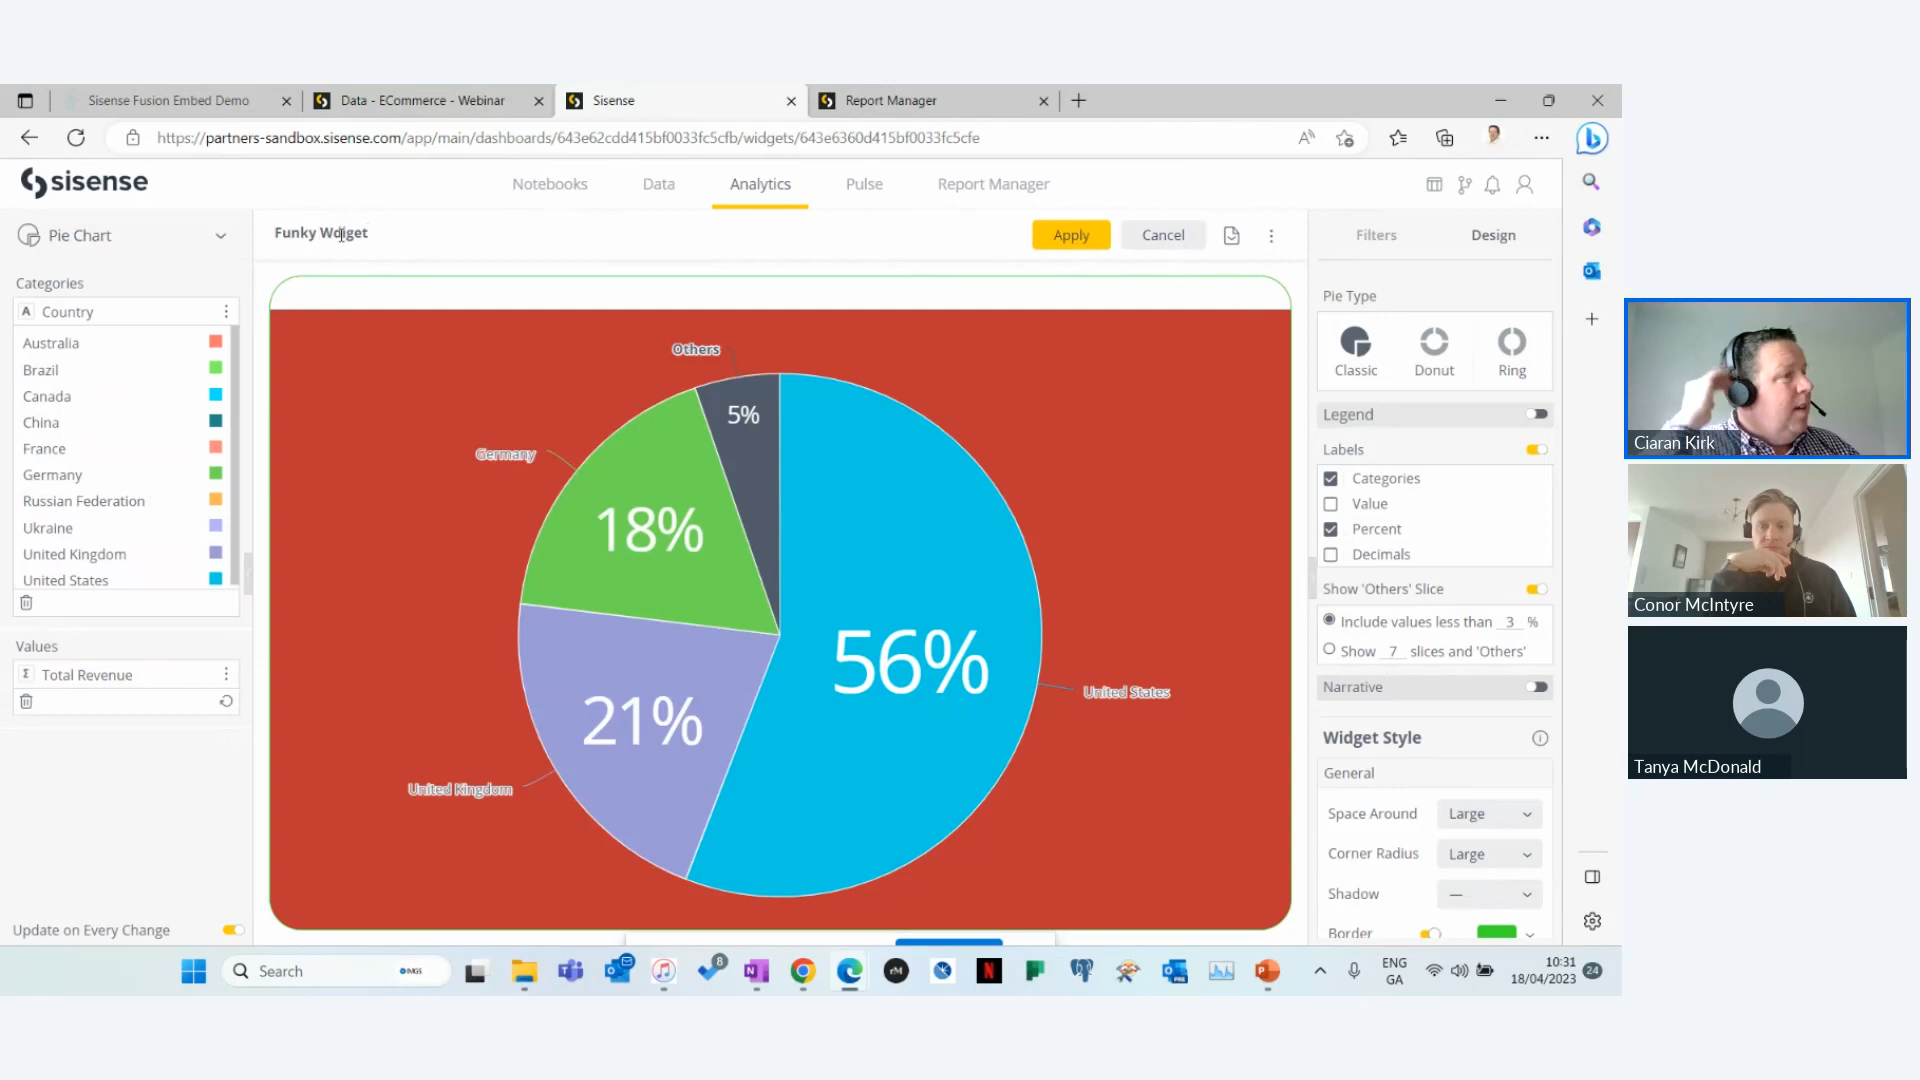 Sisense Fusion Embed Demo
Data - ECommerce - Webinar
Sisense
Report Manager
https://partners-sandbox.sisense.com/app/main/dashboards/643e62cdd415bf0033fc5cfb/widgets/643e6360d415bf0033fc5cfe
sisense
Notebooks
Data
Analytics
Pulse
Report Manager
Pie Chart
Funky Widget
Apply
Cancel
Filters
Design
Categories
A Country
Australia
Brazil
Canada
China
France
Germany
Russian Federation
Ukraine
United Kingdom
United States
Values
Σ Total Revenue
Update on Every Change
Others
5%
Germany
18%
56%
United States
21%
United Kingdom
Pie Type
Classic
Donut
Ring
Legend
Labels
Categories
Value
Percent
Decimals
Show 'Others' Slice
Include values less than 3 %
Show 7 slices and 'Others'
Narrative
Widget Style
General
Space Around
Large
Corner Radius
Large
Shadow
—
Border
Ciaran Kirk
Conor McIntyre
Tanya McDonald
Search
8
N
rM
N
ENG
GA
10:31
18/04/2023
24